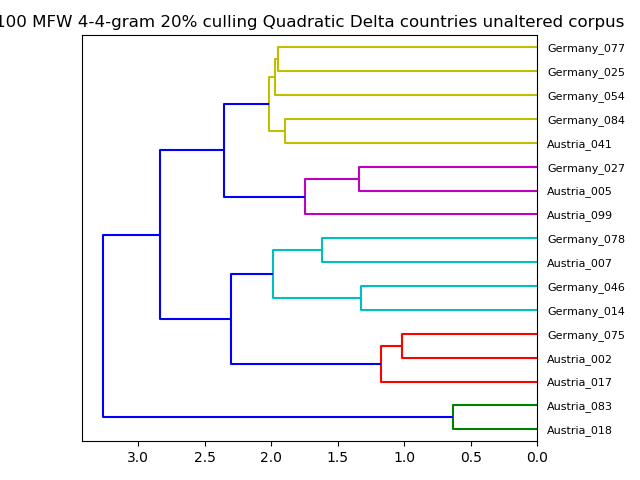 100 MFW 4-4-gram 20% culling Quadratic Delta countries unaltered corpus
Germany_077
Germany_025
Germany_054
Germany_084
Austria_041
Germany_027
Austria_005
Austria_099
Germany_078
Austria_007
Germany_046
Germany_014
Germany_075
Austria_002
Austria_017
Austria_083
Austria_018
3.0 2.5 2.0 1.5 1.0 0.5 0.0